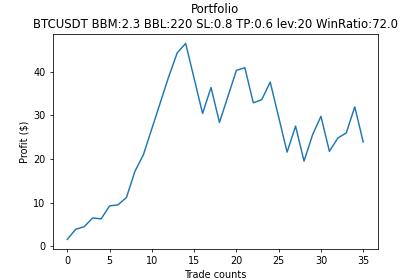 Portfolio
BTCUSDT BBM:2.3 BBL:220 SL:0.8 TP:0.6 lev:20 WinRatio:72.0
40
30
20
10
0
Profit ($)
0 5 10 15 20 25 30 35
Trade counts